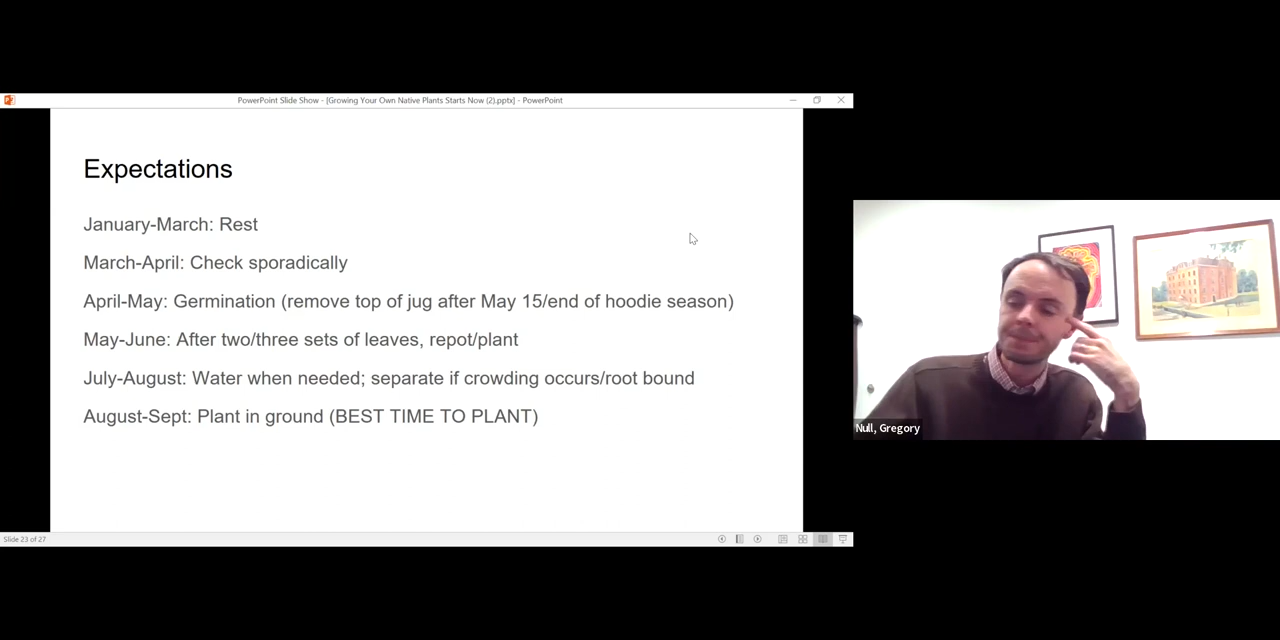 PowerPoint Slide Show - [Growing Your Own Native Plants Starts Now (2).pptx] - PowerPoint
Expectations
January-March: Rest
March-April: Check sporadically
April-May: Germination (remove top of jug after May 15/end of hoodie season)
May-June: After two/three sets of leaves, repot/plant
July-August: Water when needed; separate if crowding occurs/root bound
August-Sept: Plant in ground (BEST TIME TO PLANT)
Null, Gregory
Slide 23 of 27